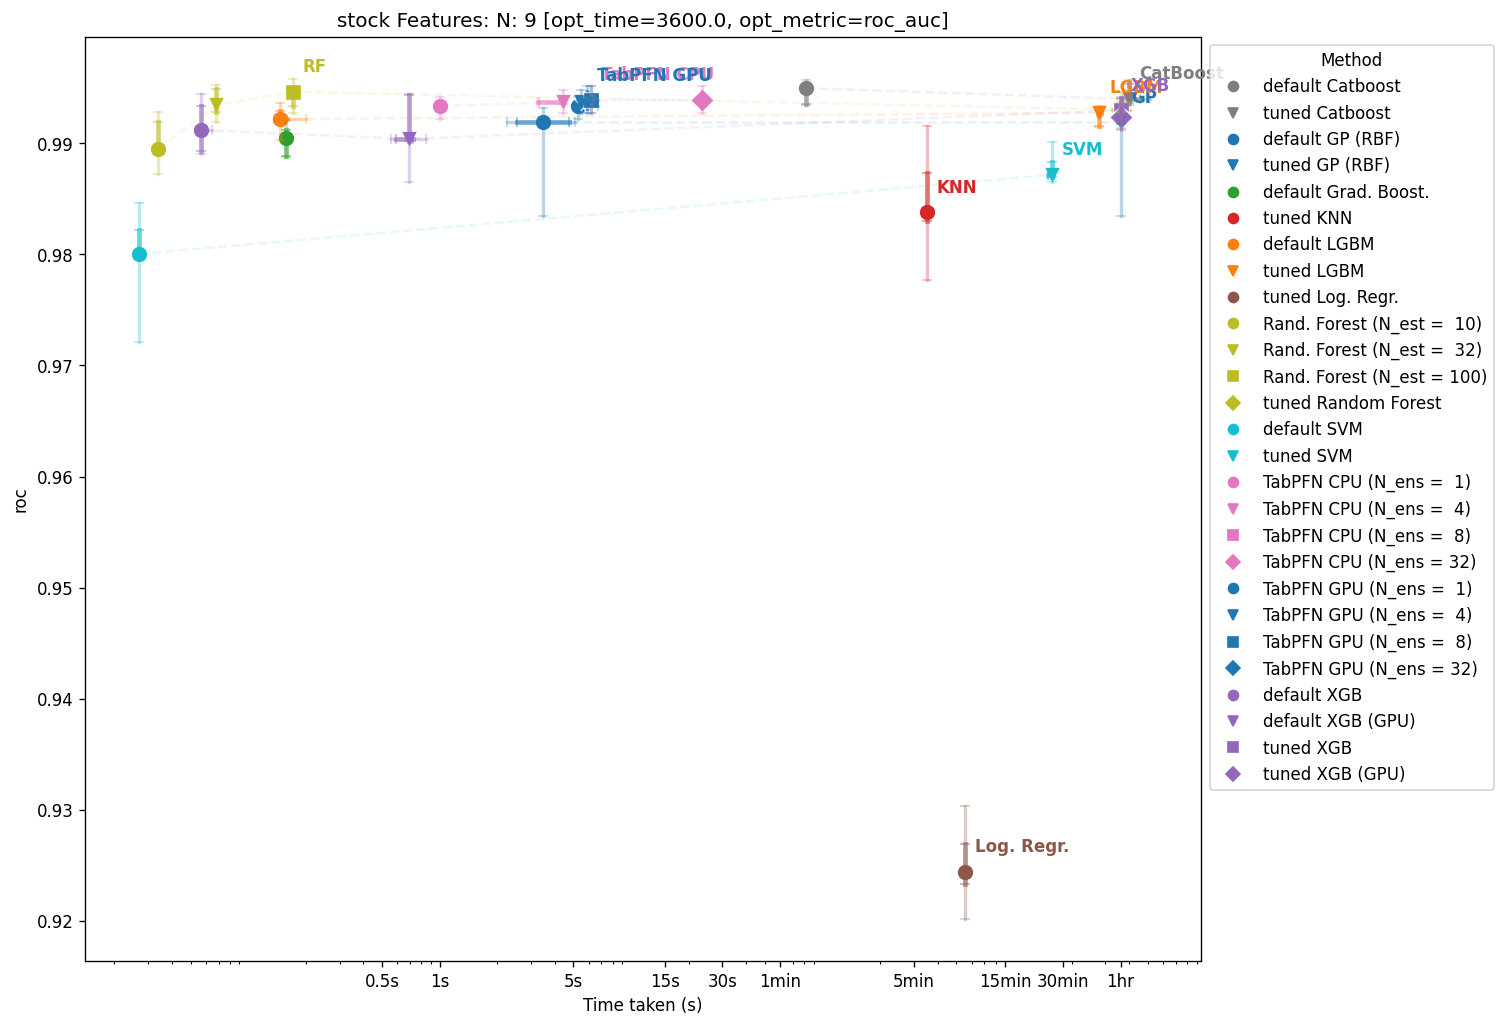 stock Features: N: 9 [opt_time=3600.0, opt_metric=roc_auc]
RF
TabPFN GPU
CatBoost
LGBM
XGB
GP
SVM
KNN
Log. Regr.
0.99
0.98
0.97
0.96
0.95
0.94
0.93
0.92
roc
0.5s 1s 5s 15s 30s 1min 5min 15min 30min 1hr
Time taken (s)
Method
default Catboost
tuned Catboost
default GP (RBF)
tuned GP (RBF)
default Grad. Boost.
tuned KNN
default LGBM
tuned LGBM
tuned Log. Regr.
Rand. Forest (N_est =  10)
Rand. Forest (N_est =  32)
Rand. Forest (N_est = 100)
tuned Random Forest
default SVM
tuned SVM
TabPFN CPU (N_ens =  1)
TabPFN CPU (N_ens =  4)
TabPFN CPU (N_ens =  8)
TabPFN CPU (N_ens = 32)
TabPFN GPU (N_ens =  1)
TabPFN GPU (N_ens =  4)
TabPFN GPU (N_ens =  8)
TabPFN GPU (N_ens = 32)
default XGB
default XGB (GPU)
tuned XGB
tuned XGB (GPU)